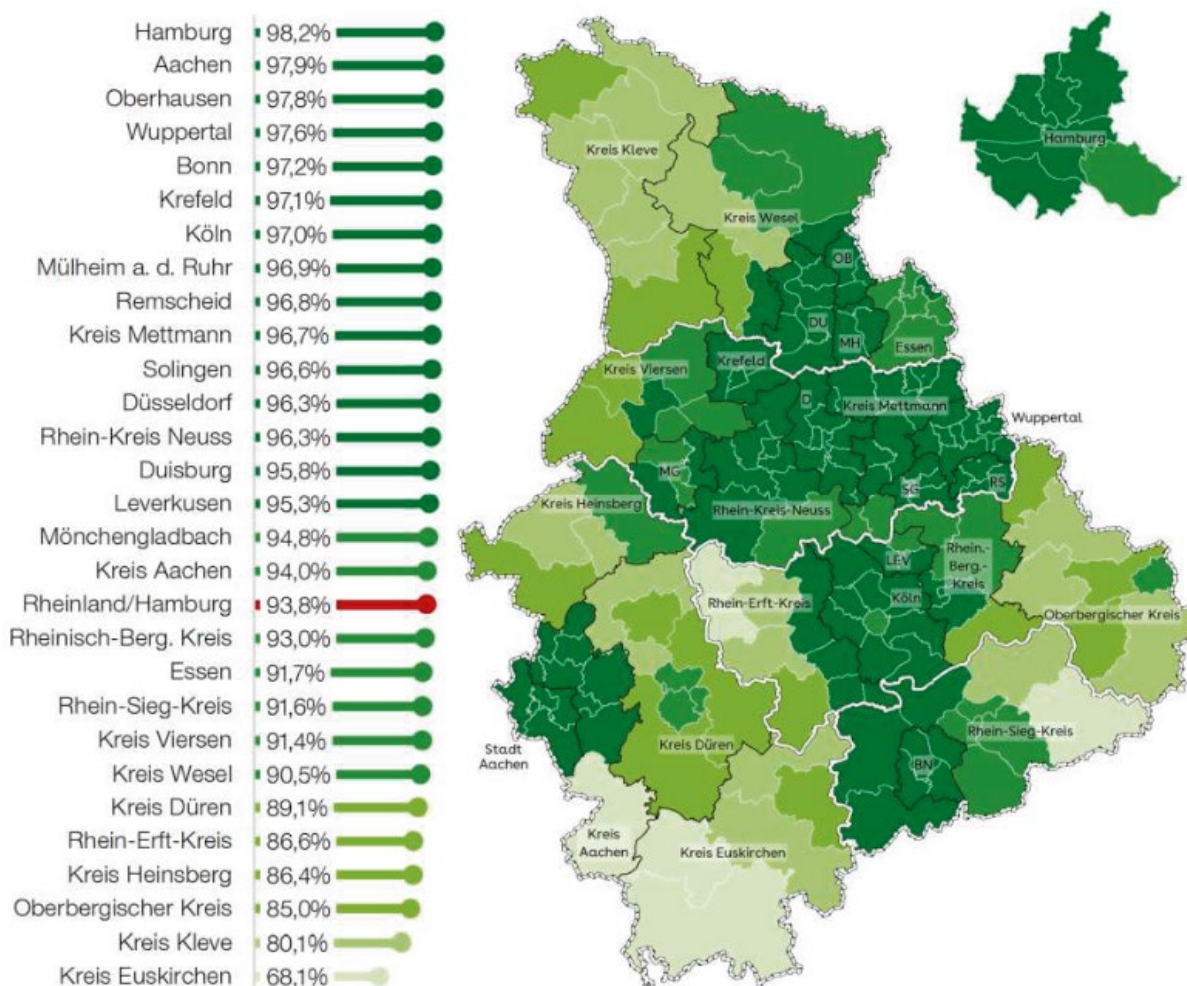 Hamburg 98,2%
Aachen 97,9%
Oberhausen 97,8%
Wuppertal 97,6%
Bonn 97,2%
Krefeld 97,1%
Köln 97,0%
Mülheim a. d. Ruhr 96,9%
Remscheid 96,8%
Kreis Mettmann 96,7%
Solingen 96,6%
Düsseldorf 96,3%
Rhein-Kreis Neuss 96,3%
Duisburg 95,8%
Leverkusen 95,3%
Mönchengladbach 94,8%
Kreis Aachen 94,0%
Rheinland/Hamburg 93,8%
Rheinisch-Berg. Kreis 93,0%
Essen 91,7%
Rhein-Sieg-Kreis 91,6%
Kreis Viersen 91,4%
Kreis Wesel 90,5%
Kreis Düren 89,1%
Rhein-Erft-Kreis 86,6%
Kreis Heinsberg 86,4%
Oberbergischer Kreis 85,0%
Kreis Kleve 80,1%
Kreis Euskirchen 68,1%
Hamburg
Kreis Kleve
Kreis Wesel
OB
DU
MH
Essen
Kreis Viersen
Krefeld
D
Kreis Mettmann
Wuppertal
MG
SG
RS
Kreis Heinsberg
Rhein-Kreis-Neuss
LEV
Rhein.-
Berg.-
Kreis
Rhein-Erft-Kreis
Köln
Oberbergischer Kreis
Stadt
Aachen
Kreis Düren
Rhein-Sieg-Kreis
BN
Kreis
Aachen
Kreis Euskirchen